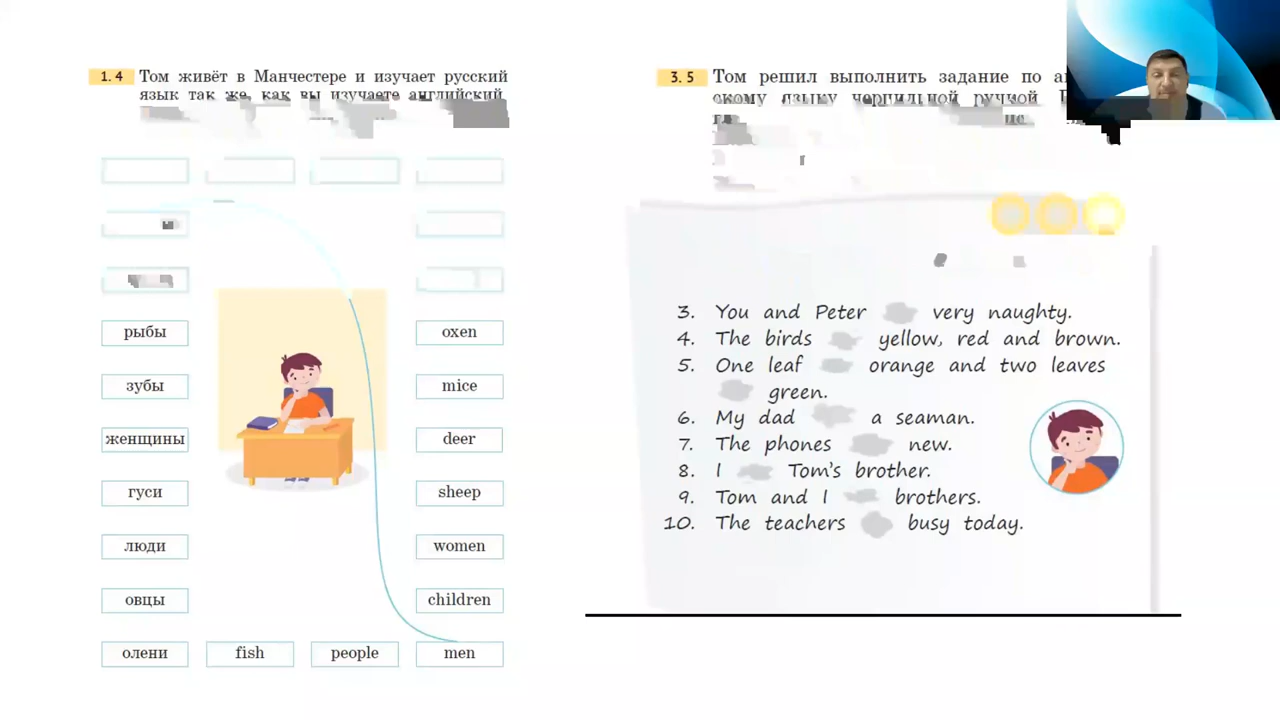 1. 4
Том живёт в Манчестере и изучает русский
язык так же, как вы изучаете английский.
рыбы
oxen
зубы
mice
женщины
deer
гуси
sheep
люди
women
овцы
children
олени
fish
people
men
3. 5
Том решил выполнить задание по
скому языку чернильной ручкой
3. You and Peter very naughty.
4. The birds yellow, red and brown.
5. One leaf orange and two leaves
green.
6. My dad a seaman.
7. The phones new.
8. I Tom's brother.
9. Tom and I brothers.
10. The teachers busy today.